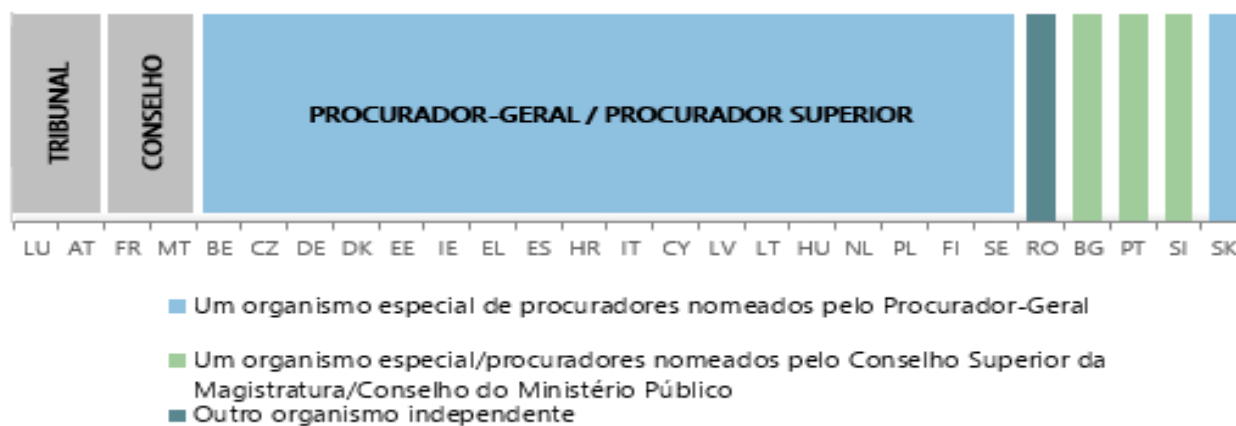 TRIBUNAL
CONSELHO
PROCURADOR-GERAL / PROCURADOR SUPERIOR
LU AT FR MT BE CZ DE DK EE IE EL ES HR IT CY LV LT HU NL PL FI SE RO BG PT SI SK
Um organismo especial de procuradores nomeados pelo Procurador-Geral
Um organismo especial/procuradores nomeados pelo Conselho Superior da
Magistratura/Conselho do Ministério Público
Outro organismo independente